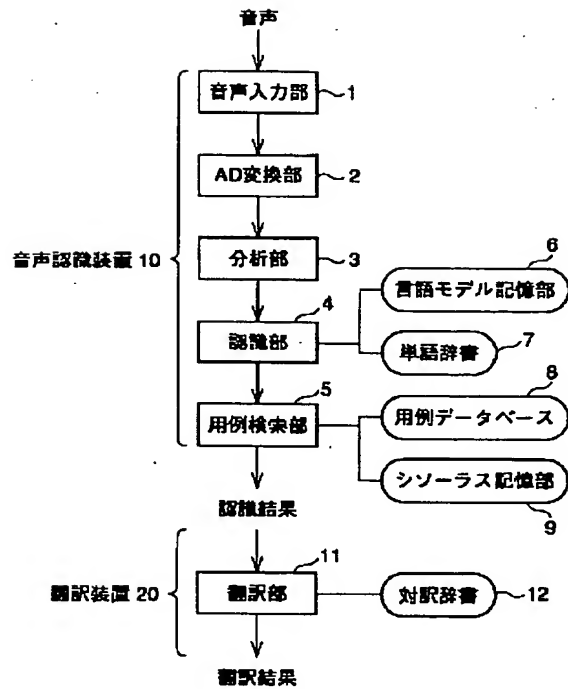 音声
音声入力部 1
AD変換部 2
音声認識装置 10
分析部 3
6
言語モデル記憶部
4
認識部
単語辞書 7
8
5
用例検索部
用例データベース
シソーラス記憶部
9
認識結果
11
翻訳装置 20
翻訳部
対訳辞書 12
翻訳結果